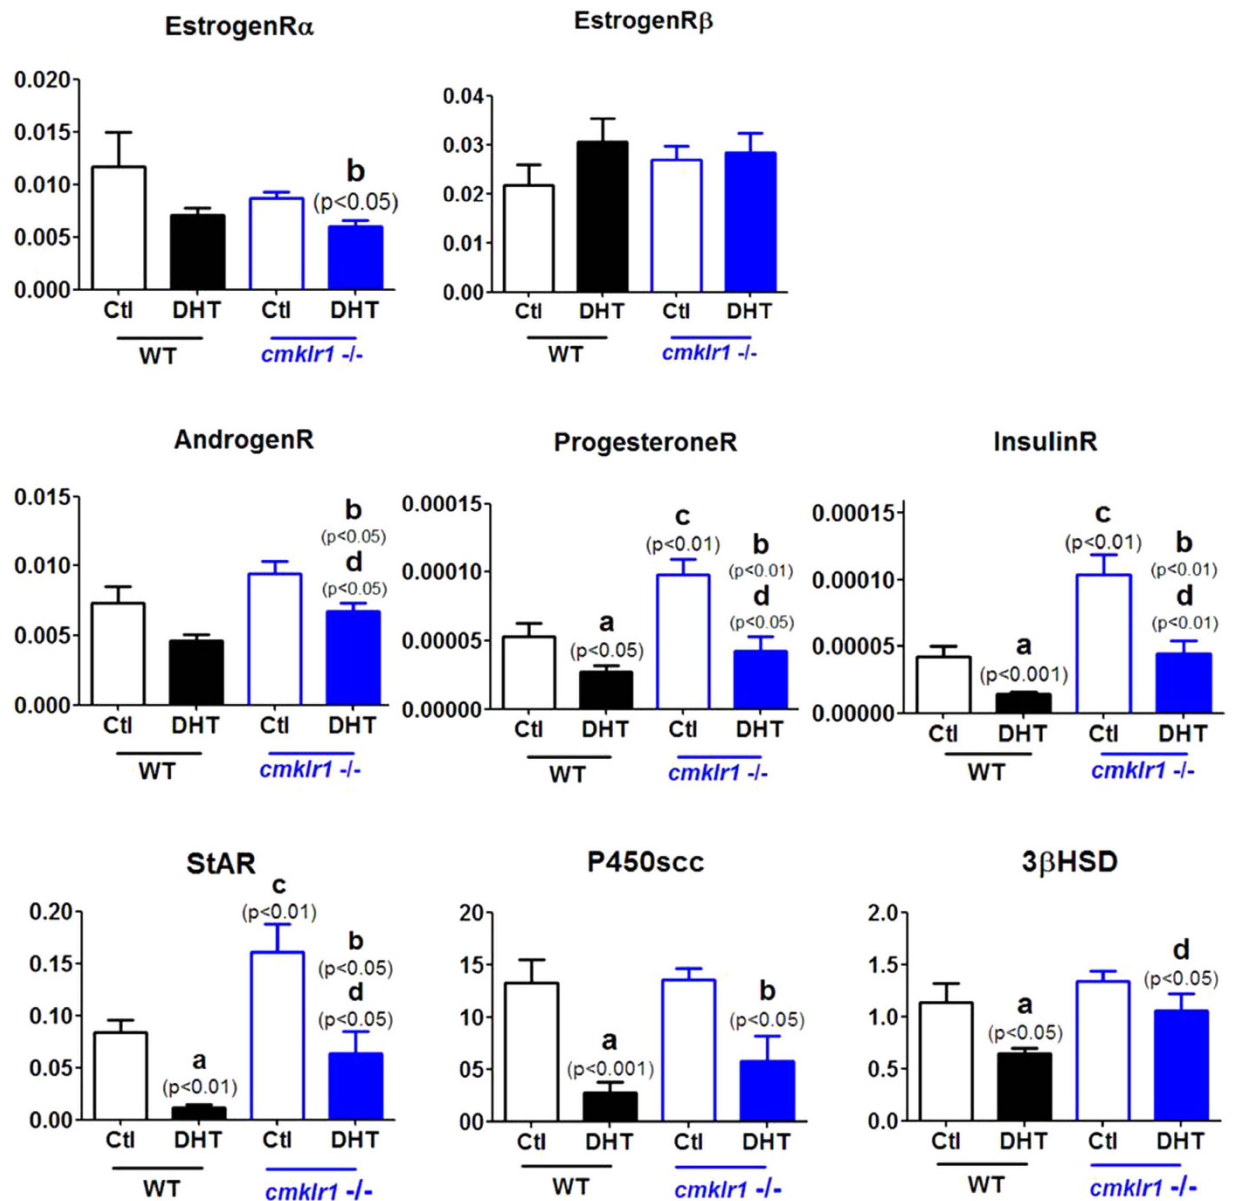 EstrogenRα
EstrogenRβ
0.020
0.015
0.010
0.005
0.000
b
(p<0.05)
Ctl DHT Ctl DHT
WT cmklr1 -/-
0.04
0.03
0.02
0.01
0.00
Ctl DHT Ctl DHT
WT cmklr1 -/-
AndrogenR
ProgesteroneR
InsulinR
0.015
0.010
0.005
0.000
b
(p<0.05)
d
(p<0.05)
Ctl DHT Ctl DHT
WT cmklr1 -/-
0.00015
0.00010
0.00005
0.00000
a
(p<0.05)
c
(p<0.01)
b
(p<0.01)
d
(p<0.05)
Ctl DHT Ctl DHT
WT cmklr1 -/-
0.00015
0.00010
0.00005
0.00000
a
(p<0.001)
c
(p<0.01)
b
(p<0.01)
d
(p<0.01)
Ctl DHT Ctl DHT
WT cmklr1 -/-
StAR
P450scc
3βHSD
0.20
0.15
0.10
0.05
0.00
a
(p<0.01)
c
(p<0.01)
b
(p<0.05)
d
(p<0.05)
Ctl DHT Ctl DHT
WT cmklr1 -/-
20
15
10
05
00
a
(p<0.001)
b
(p<0.05)
Ctl DHT Ctl DHT
WT cmklr1 -/-
2.0
1.5
1.0
0.5
0.0
a
(p<0.05)
d
(p<0.05)
Ctl DHT Ctl DHT
WT cmklr1 -/-